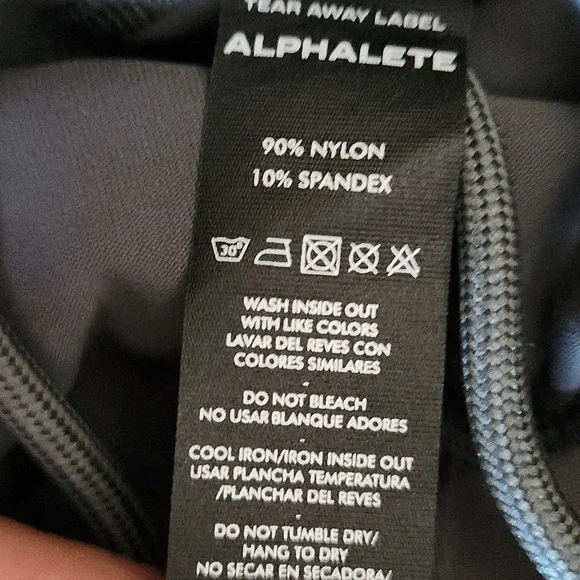 TEAR AWAY LABEL
ALPHALETE
90% NYLON
10% SPANDEX
30°
WASH INSIDE OUT
WITH LIKE COLORS
LAVAR DEL REVES CON
COLORES SIMILARES
-
DO NOT BLEACH
NO USAR BLANQUE ADORES
-
COOL IRON/IRON INSIDE OUT
USAR PLANCHA TEMPERATURA
/PLANCHAR DEL REVES
-
DO NOT TUMBLE DRY/
HANG TO DRY
NO SECAR EN SECADORA/